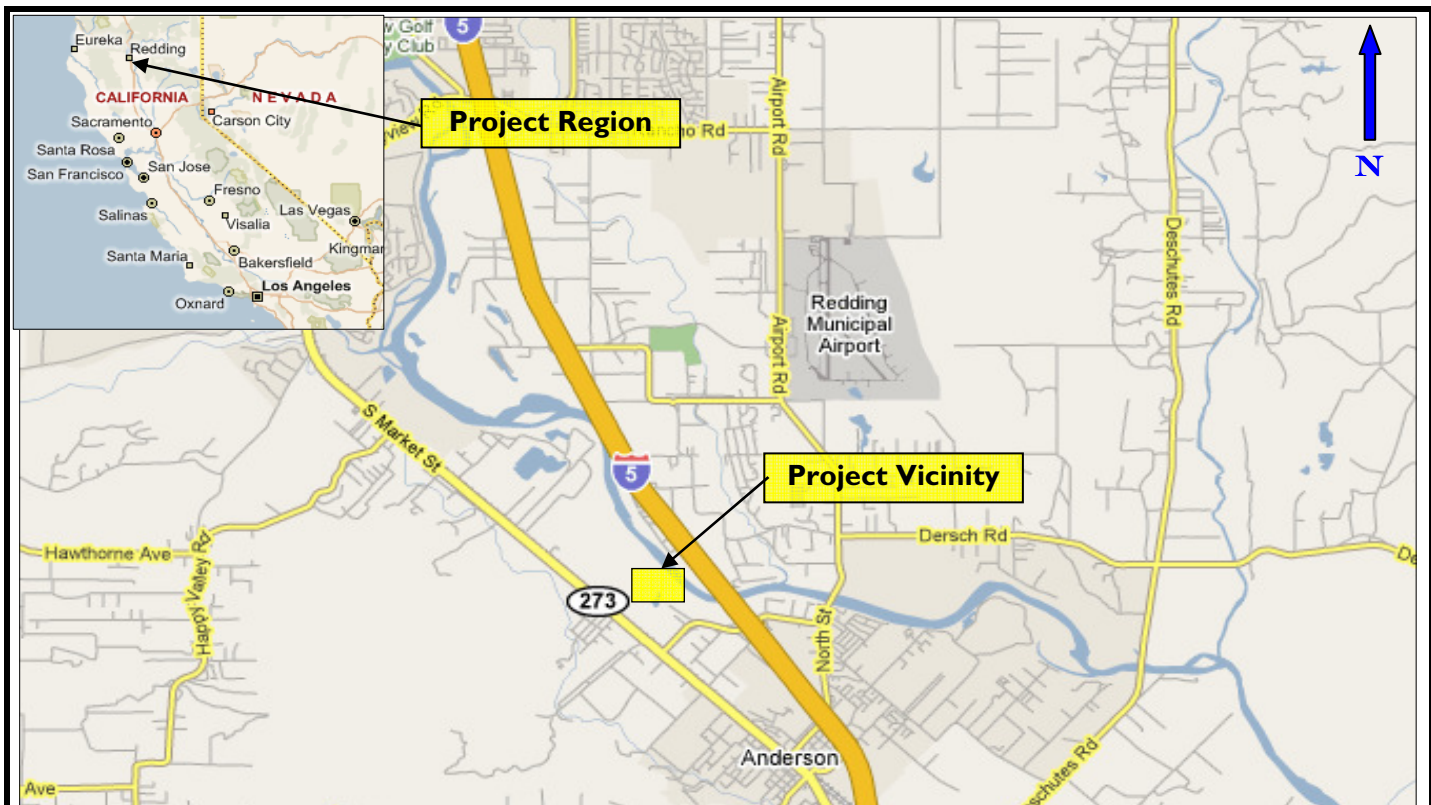 Eureka
Redding
CALIFORNIA
NEVADA
Carson City
Sacramento
Santa Rosa
San Francisco
San Jose
Fresno
Salinas
Visalia
Las Vegas
Kingman
Santa Maria
Bakersfield
Los Angeles
Oxnard
Project Region
w Golf
y Club
5
Airport Rd
N
Deschutes Rd
Redding
Municipal
Airport
Airport Rd
S Market St
5
Project Vicinity
Hawthorne Ave
Happy Valley Rd
Dersch Rd
De
273
North St
Anderson
Deschutes Rd
Ave